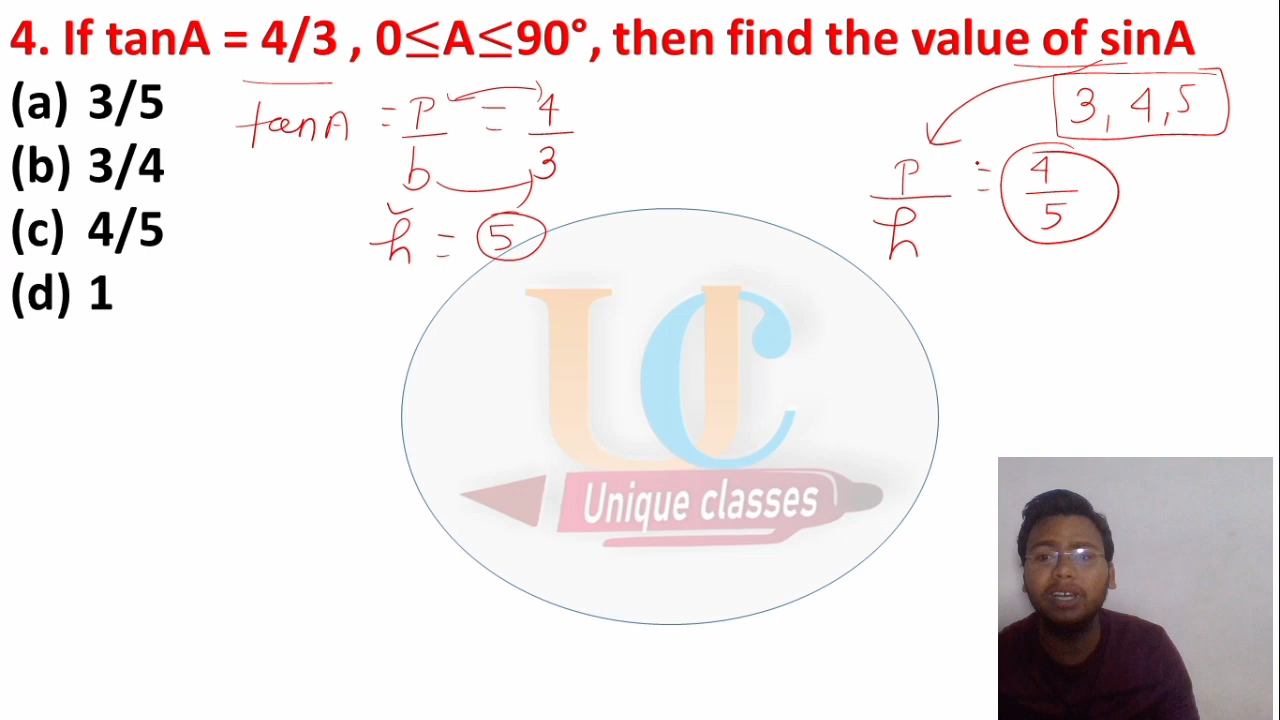 4. If tanA = 4/3 , 0≤A≤90°, then find the value of sinA
(a) 3/5
(b) 3/4
(c) 4/5
(d) 1
tanA = P/b = 4/3
h = 5
3, 4, 5
P/h = 4/5
UC
Unique classes